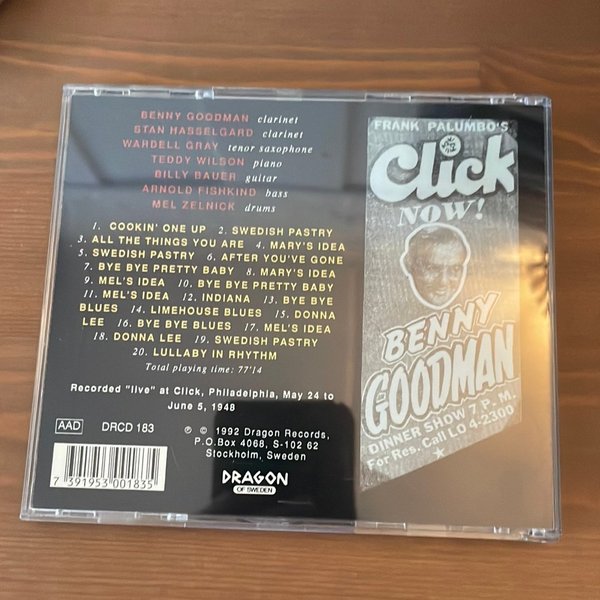 BENNY GOODMAN clarinet
STAN HASSELGARD clarinet
WARDELL GRAY tenor saxophone
TEDDY WILSON piano
BILLY BAUER guitar
ARNOLD FISHKIND bass
MEL ZELNICK drums
1. COOKIN' ONE UP 2. SWEDISH PASTRY
3. ALL THE THINGS YOU ARE 4. MARY'S IDEA
5. SWEDISH PASTRY 6. AFTER YOU'VE GONE
7. BYE BYE PRETTY BABY 8. MARY'S IDEA
9. MEL'S IDEA 10. BYE BYE PRETTY BABY
11. MEL'S IDEA 12. INDIANA 13. BYE BYE
BLUES 14. LIMEHOUSE BLUES 15. DONNA
LEE 16. BYE BYE BLUES 17. MEL'S IDEA
18. DONNA LEE 19. SWEDISH PASTRY
20. LULLABY IN RHYTHM
Total playing time: 77'14
Recorded "live" at Click, Philadelphia, May 24 to
June 5, 1948
AAD DRCD 183
7 391953 001835
℗ © 1992 Dragon Records,
P.O.Box 4068, S-102 62
Stockholm, Sweden
DRAGON
OF SWEDEN
FRANK PALUMBO'S
Click
NOW!
BENNY
GOODMAN
DINNER SHOW 7 P.M.
For Res. Call LO 4-2300